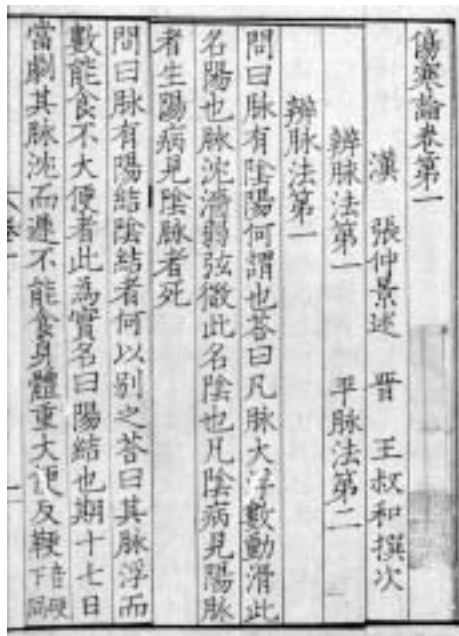 傷寒論卷第一
漢　張仲景述　晋　王叔和撰次
辨脉法第一　平脉法第二
辨脉法第一
問曰脉有陰陽何謂也荅曰凡脉大浮數動滑此
名陽也脉沈濇弱弦微此名陰也凡陰病見陽脉
者生陽病見陰脉者死
問曰脉有陽結陰結者何以别之荅曰其脉浮而
數能食不大便者此為實名曰陽結也期十七日
當劇其脉沈而遲不能食身體重大便反鞕音硬下同